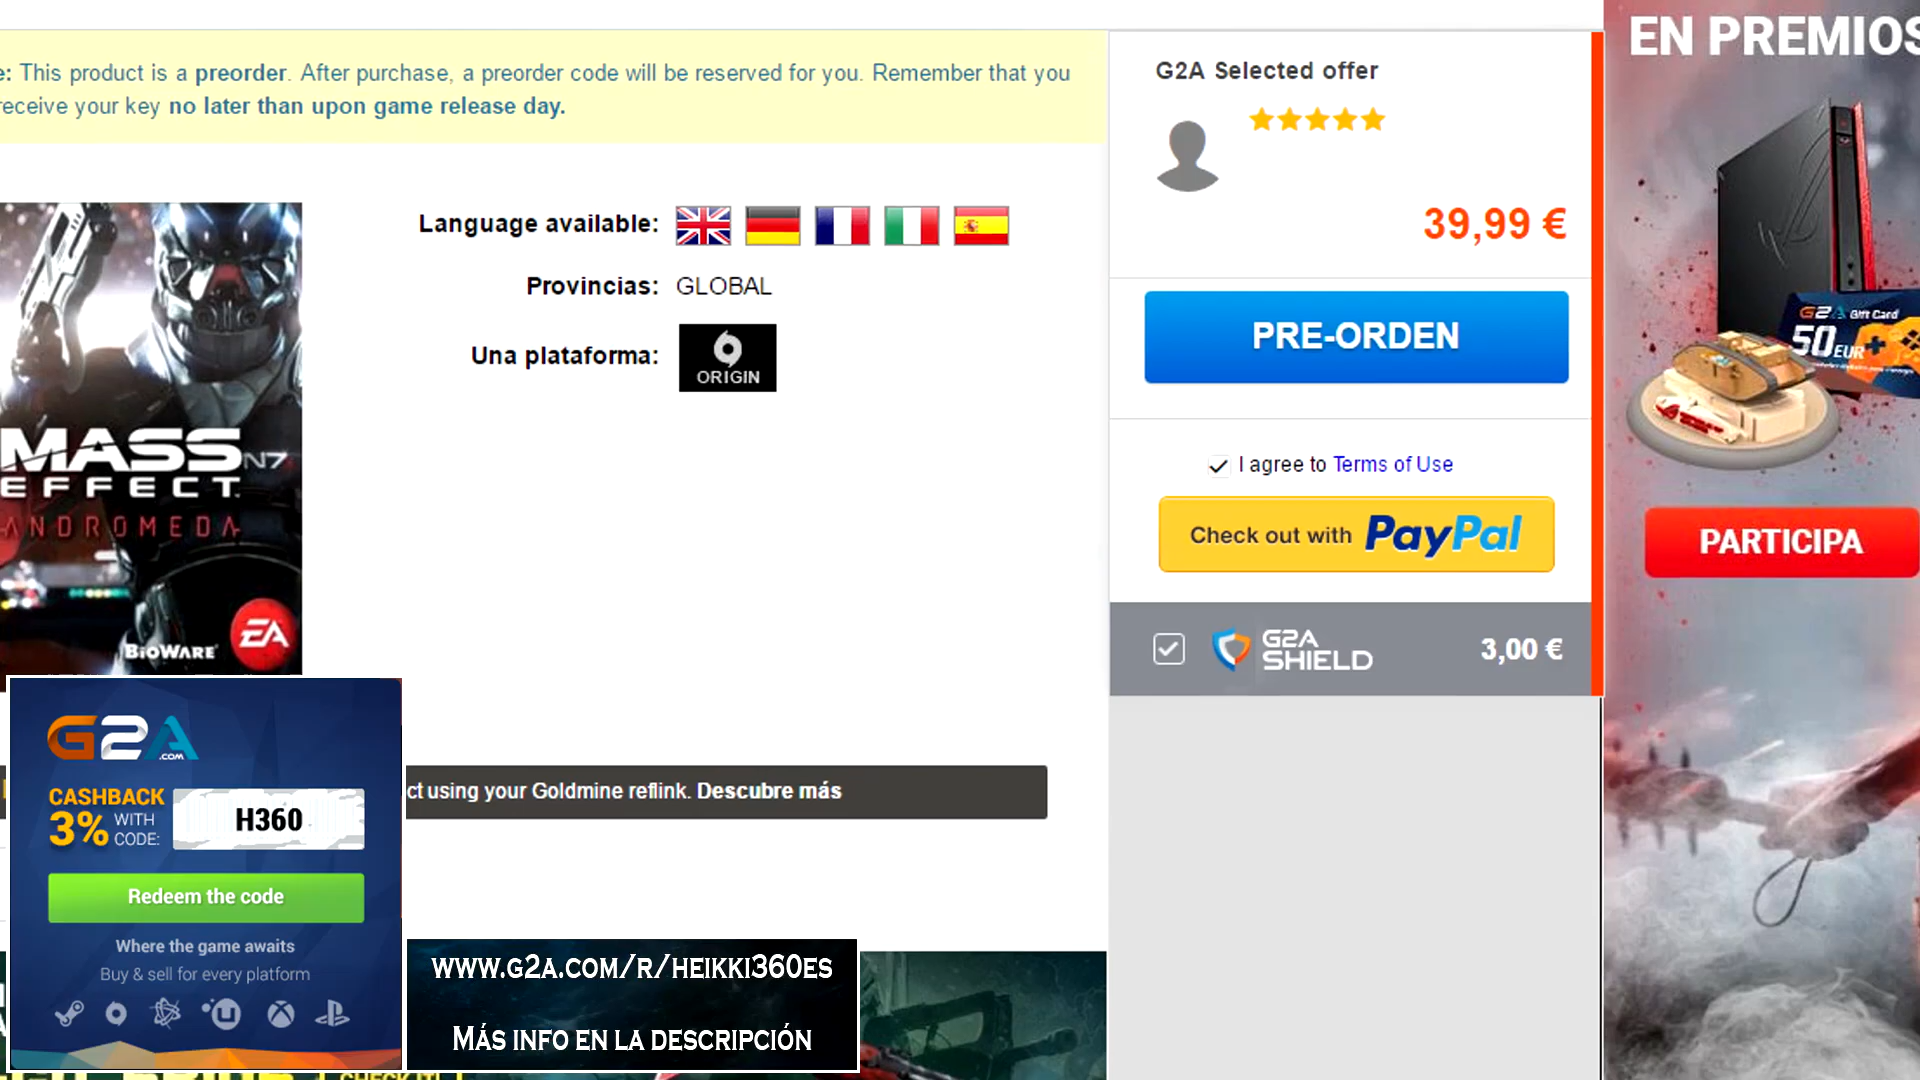 e: This product is a preorder. After purchase, a preorder code will be reserved for you. Remember that you
receive your key no later than upon game release day.
Language available:
Provincias: GLOBAL
Una plataforma: ORIGIN
MASS N7
EFFECT
ANDROMEDA
BIOWARE
EA
G2A Selected offer
39,99 €
PRE-ORDEN
I agree to Terms of Use
Check out with PayPal
G2A SHIELD 3,00 €
EN PREMIOS
G2A Gift Card
50 EUR
PARTICIPA
G2A.COM
CASHBACK
3% WITH CODE: H360
Redeem the code
Where the game awaits
Buy & sell for every platform
ct using your Goldmine reflink. Descubre más
WWW.G2A.COM/R/HEIKKI360ES
MÁS INFO EN LA DESCRIPCIÓN
CHECK IT!